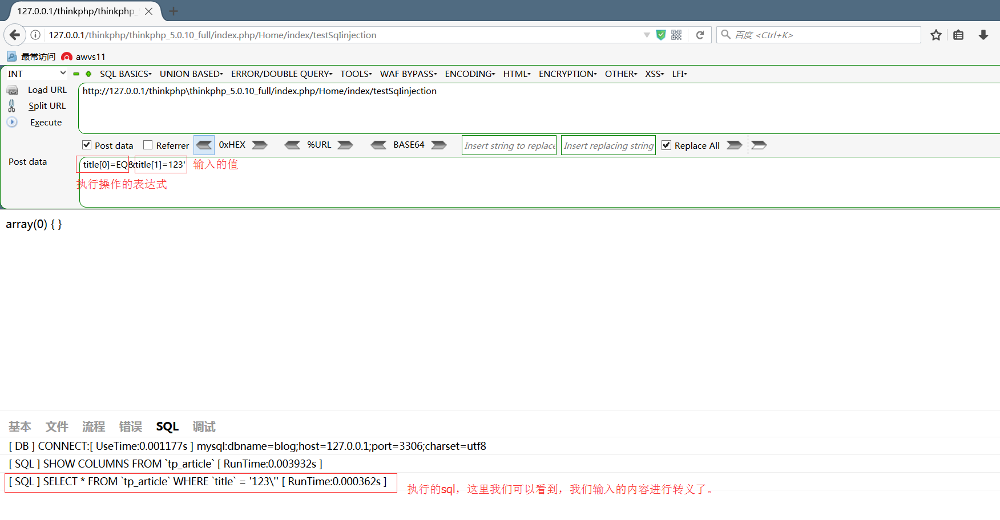 127.0.0.1/thinkphp/thinkphp_
127.0.0.1/thinkphp/thinkphp_5.0.10_full/index.php/Home/index/testSqlinjection
百度 <Ctrl+K>
最常访问 awvs11
INT SQL BASICS UNION BASED ERROR/DOUBLE QUERY TOOLS WAF BYPASS ENCODING HTML ENCRYPTION OTHER XSS LFI
Load URL http://127.0.0.1/thinkphp\thinkphp_5.0.10_full/index.php/Home/index/testSqlinjection
Split URL
Execute
Post data Referrer 0xHEX %URL BASE64 Insert string to replace Insert replacing string Replace All
Post data title[0]=EQ&title[1]=123' 输入的值
执行操作的表达式
array(0) { }
基本 文件 流程 错误 SQL 调试
[ DB ] CONNECT:[ UseTime:0.001177s ] mysql:dbname=blog;host=127.0.0.1;port=3306;charset=utf8
[ SQL ] SHOW COLUMNS FROM `tp_article` [ RunTime:0.003932s ]
[ SQL ] SELECT * FROM `tp_article` WHERE `title` = '123\'' [ RunTime:0.000362s ]
执行的sql，这里我们可以看到，我们输入的内容进行转义了。